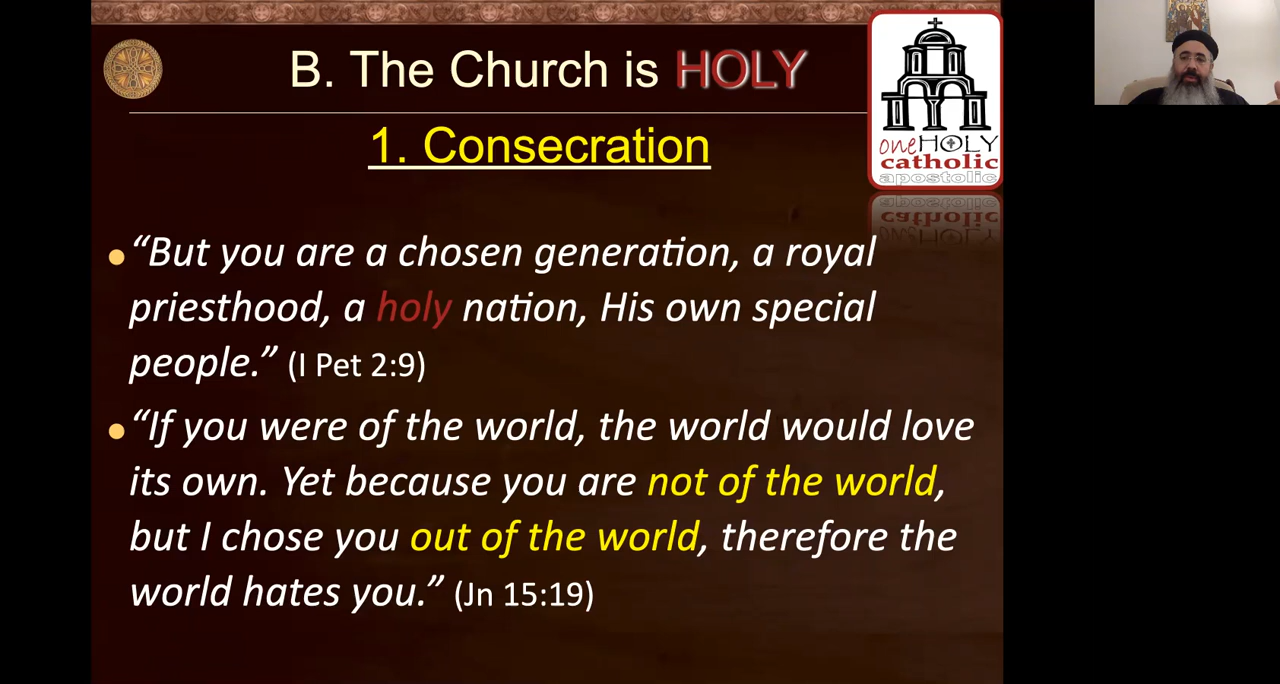 B. The Church is HOLY
1. Consecration
one HOLY
catholic
apostolic
“But you are a chosen generation, a royal
priesthood, a holy nation, His own special
people.” (I Pet 2:9)
“If you were of the world, the world would love
its own. Yet because you are not of the world,
but I chose you out of the world, therefore the
world hates you.” (Jn 15:19)